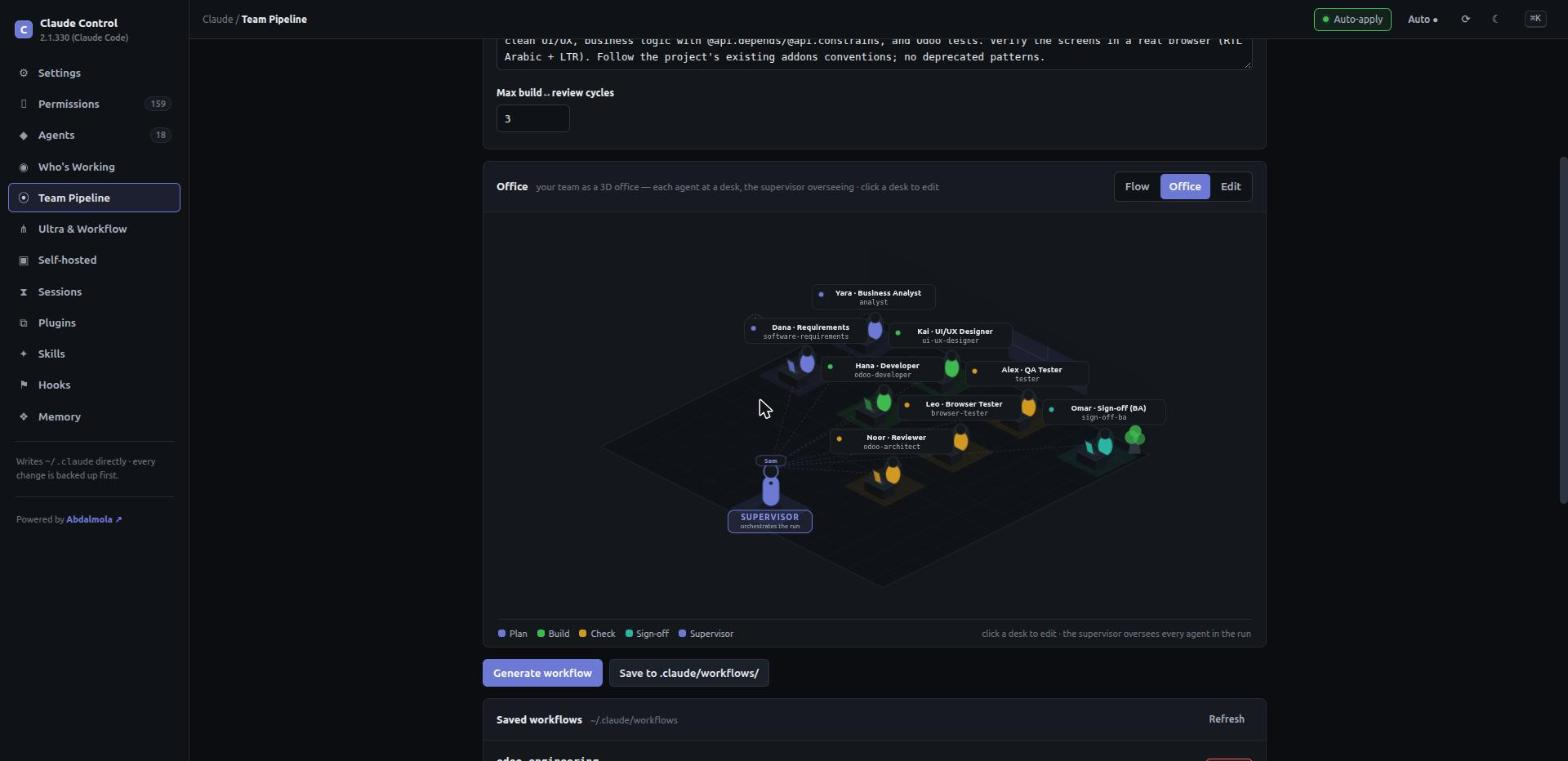 C
Claude Control
2.1.330 (Claude Code)
Settings
Permissions 159
Agents 18
Who's Working
Team Pipeline
Ultra & Workflow
Self-hosted
Sessions
Plugins
Skills
Hooks
Memory
Writes ~/.claude directly · every
change is backed up first.
Powered by Abdalmola ↗
Claude / Team Pipeline
Auto-apply
Auto
⌘K
clean UI/UX, business logic with @api.depends/@api.constrains, and Odoo tests. Verify the screens in a real browser (RTL
Arabic + LTR). Follow the project's existing addons conventions; no deprecated patterns.
Max build↔review cycles
3
Office your team as a 3D office — each agent at a desk, the supervisor overseeing · click a desk to edit
Flow Office Edit
Yara · Business Analyst
analyst
Dana · Requirements
software-requirements
Kai · UI/UX Designer
ui-ux-designer
Hana · Developer
odoo-developer
Alex · QA Tester
tester
Leo · Browser Tester
browser-tester
Omar · Sign-off (BA)
sign-off-ba
Noor · Reviewer
odoo-architect
Sam
SUPERVISOR
orchestrates the run
Plan Build Check Sign-off Supervisor
click a desk to edit · the supervisor oversees every agent in the run
Generate workflow Save to .claude/workflows/
Saved workflows ~/.claude/workflows
Refresh
odoo-engineering